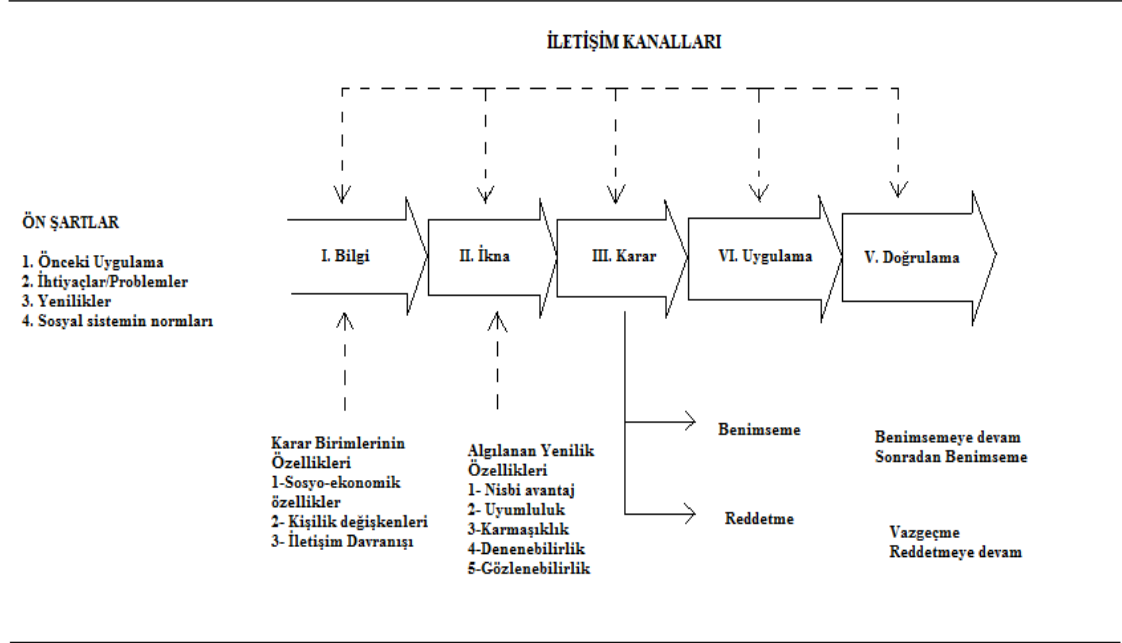 İLETİŞİM KANALLARI
ÖN ŞARTLAR
1. Önceki Uygulama
2. İhtiyaçlar/Problemler
3. Yenilikler
4. Sosyal sistemin normları
I. Bilgi
II. İkna
III. Karar
VI. Uygulama
V. Doğrulama
Karar Birimlerinin
Özellikleri
1-Sosyo-ekonomik
özellikler
2- Kişilik değişkenleri
3- İletişim Davranışı
Algılanan Yenilik
Özellikleri
1- Nisbi avantaj
2- Uyumluluk
3-Karmaşıklık
4-Denenebilirlik
5-Gözlenebilirlik
Benimseme
Reddetme
Benimsemeye devam
Sonradan Benimseme
Vazgeçme
Reddetmeye devam